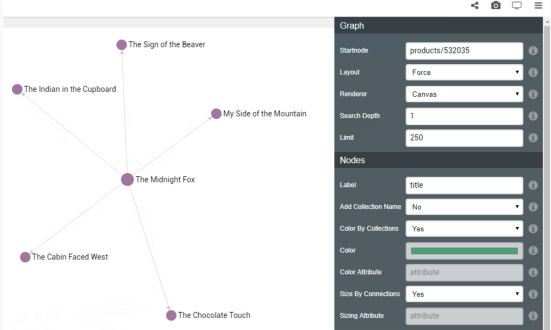 The Sign of the Beaver
The Indian in the Cupboard
My Side of the Mountain
The Midnight Fox
The Cabin Faced West
The Chocolate Touch
Graph
Startnode products/532035
Layout Force
Renderer Canvas
Search Depth 1
Limit 250
Nodes
Label title
Add Collection Name No
Color By Collections Yes
Color
Color Attribute attribute
Size By Connections Yes
Sizing Attribute attribute